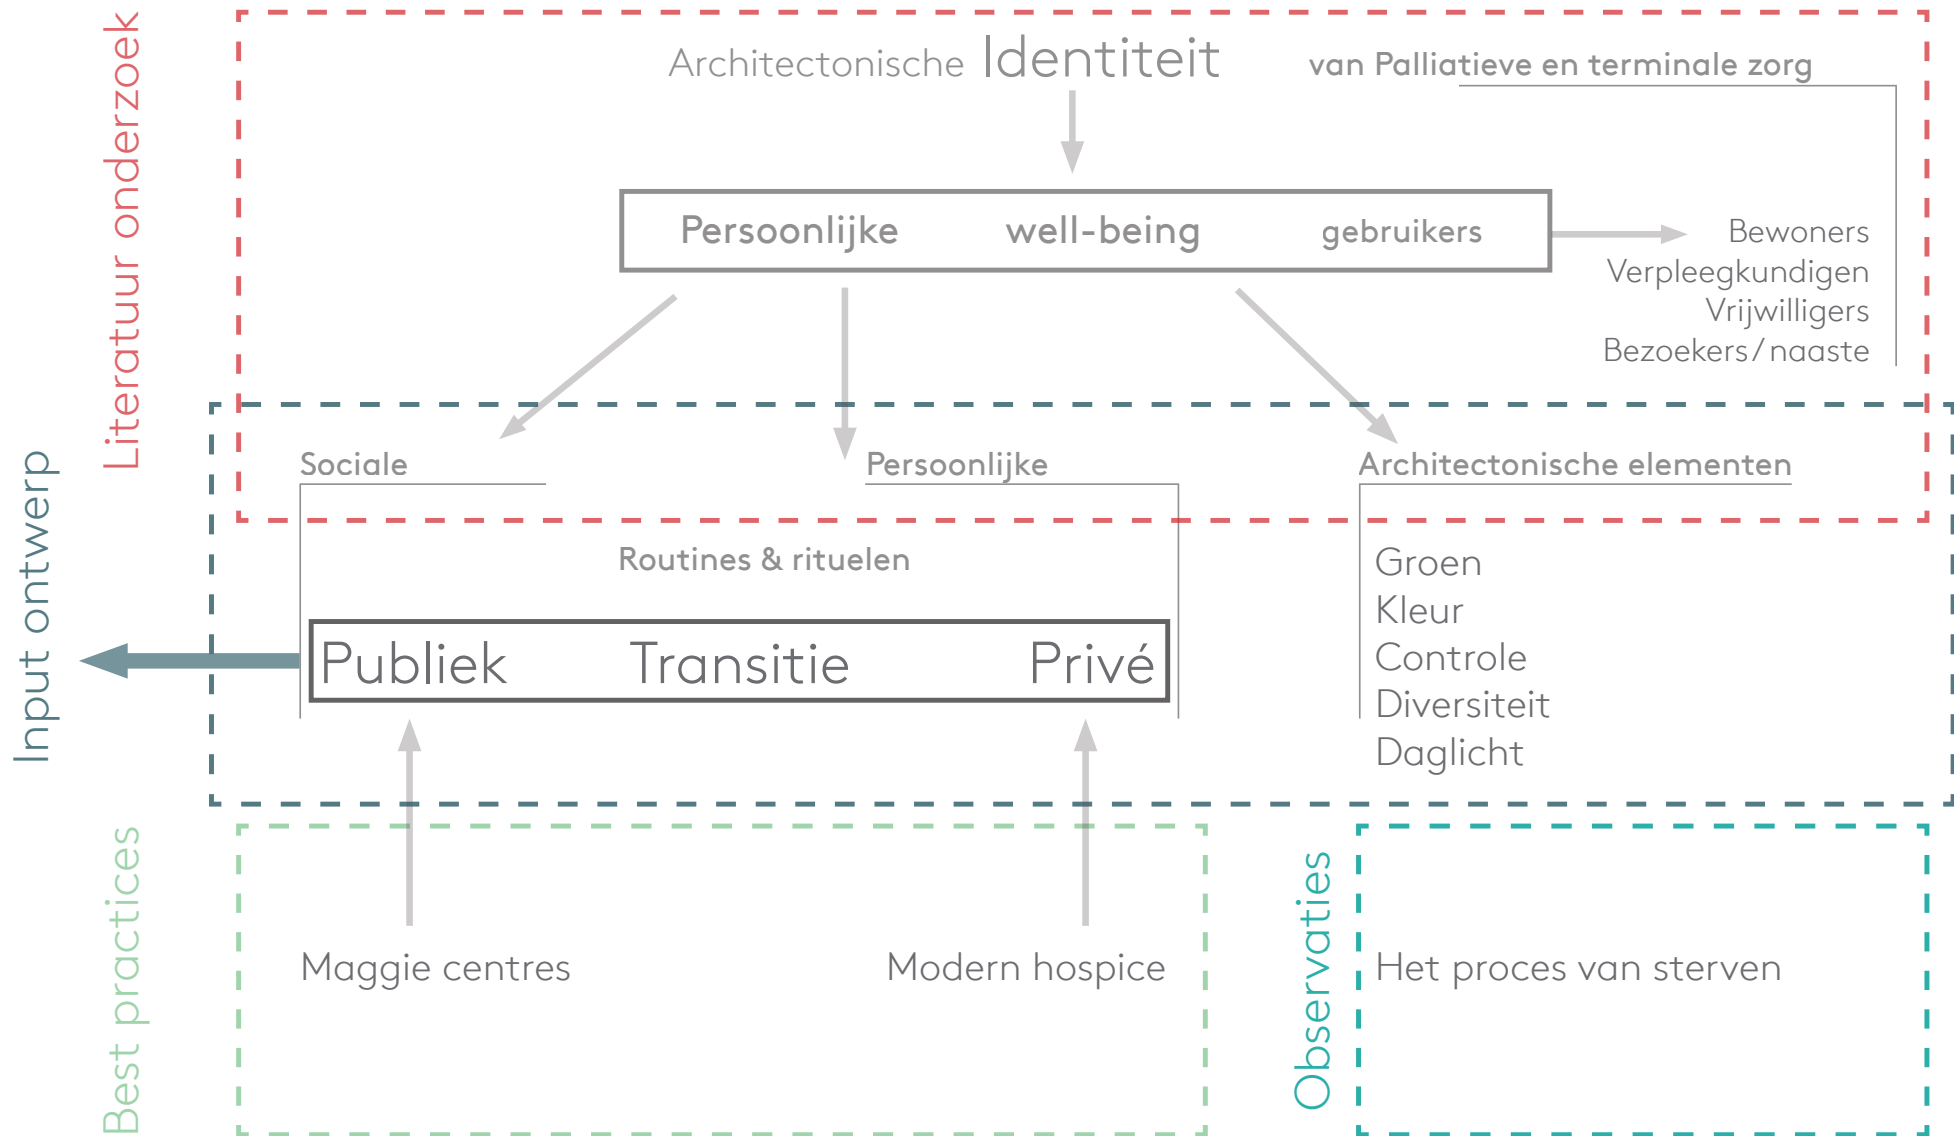 Literatuur onderzoek
Architectonische Identiteit van Palliatieve en terminale zorg
Persoonlijke well-being gebruikers
Bewoners
Verpleegkundigen
Vrijwilligers
Bezoekers/naaste
Input ontwerp
Sociale
Persoonlijke
Routines & rituelen
Publiek Transitie Privé
Architectonische elementen
Groen
Kleur
Controle
Diversiteit
Daglicht
Best practices
Maggie centres
Modern hospice
Observaties
Het proces van sterven